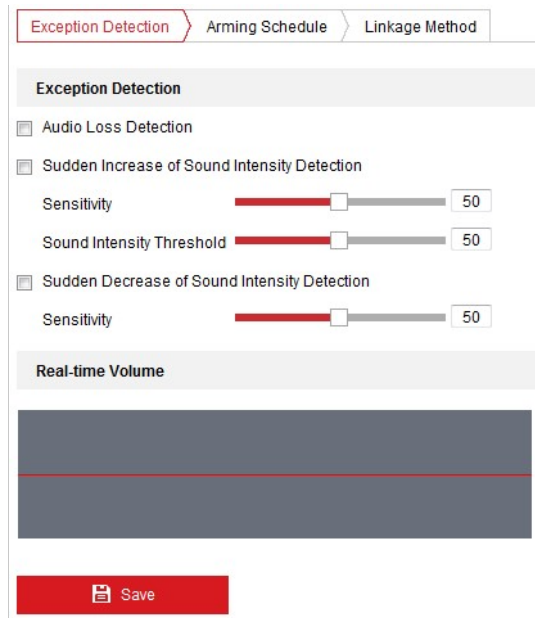 Exception Detection Arming Schedule Linkage Method
Exception Detection
Audio Loss Detection
Sudden Increase of Sound Intensity Detection
Sensitivity 50
Sound Intensity Threshold 50
Sudden Decrease of Sound Intensity Detection
Sensitivity 50
Real-time Volume
Save